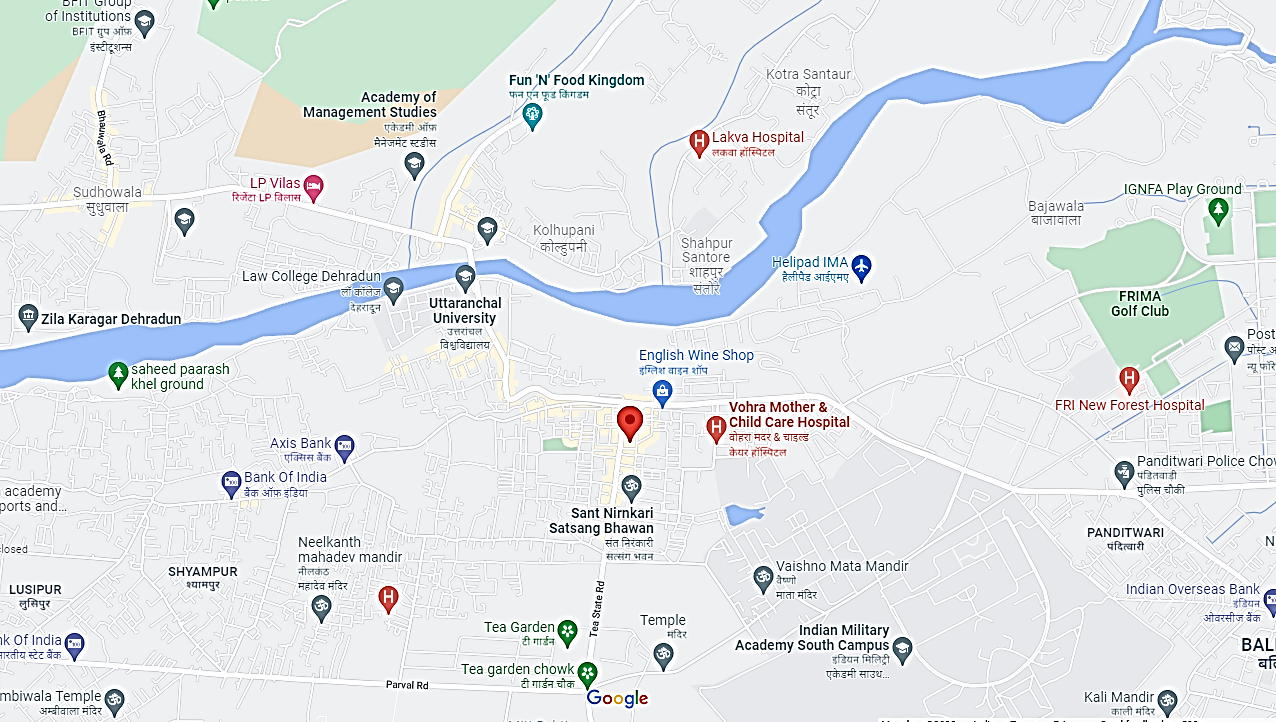 BFIT Group
of Institutions
BFIT ग्रुप ऑफ़
इंस्टीटूशन्स
Fun 'N' Food Kingdom
फन एन फूड किंगडम
Kotra Santaur
कोट्रा
संतूर
Academy of
Management Studies
एकेडमी ऑफ़
मैनेजमेंट स्टडीस
Bhauwala Rd
Lakva Hospital
लकवा हॉस्पिटल
LP Vilas
रिजेंटा LP विलास
Sudhowala
सुधुवाला
IGNFA Play Ground
Bajawala
बाजावाला
Kolhupani
कोल्हुपनी
Shahpur
Santore
शाहपुर
संतोर
Helipad IMA
हैलीपैड आईएमए
Law College Dehradun
लॉ कॉलेज
देहरादून
Uttaranchal
University
उत्तरांचल
विश्वविद्यालय
FRIMA
Golf Club
Zila Karagar Dehradun
Post
पोस्ट
न्यू फॉरे
English Wine Shop
इंग्लिश वाइन शॉप
saheed paarash
khel ground
FRI New Forest Hospital
Vohra Mother &
Child Care Hospital
वोहरा मदर & चाइल्ड
केयर हॉस्पिटल
Axis Bank
एक्सिस बैंक
Bank Of India
बैंक ऑफ़ इंडिया
Panditwari Police Chow
पंडितवाड़ी
पुलिस चौकी
academy
ports and...
Sant Nirnkari
Satsang Bhawan
संत निरंकारी
सत्संग भवन
PANDITWARI
पंदित्वारी
N
closed
Neelkanth
mahadev mandir
नीलकंठ
महादेव मंदिर
SHYAMPUR
श्यामपुर
LUSIPUR
लुसिपुर
Vaishno Mata Mandir
वैष्णो
माता मंदिर
Indian Overseas Bank
इंडियन
ओवरसीज बैंक
Tea State Rd
Tea Garden
टी गार्डन
Temple
मंदिर
Indian Military
Academy South Campus
इंडियन मिलिट्री
एकेडमी साउथ...
nk Of India
भारतीय स्टेट बैंक
BAL
Tea garden chowk
टी गार्डन चौक
Parval Rd
Google
mbiwala Temple
अम्बीवाला मंदिर
Kali Mandir
काली मंदिर